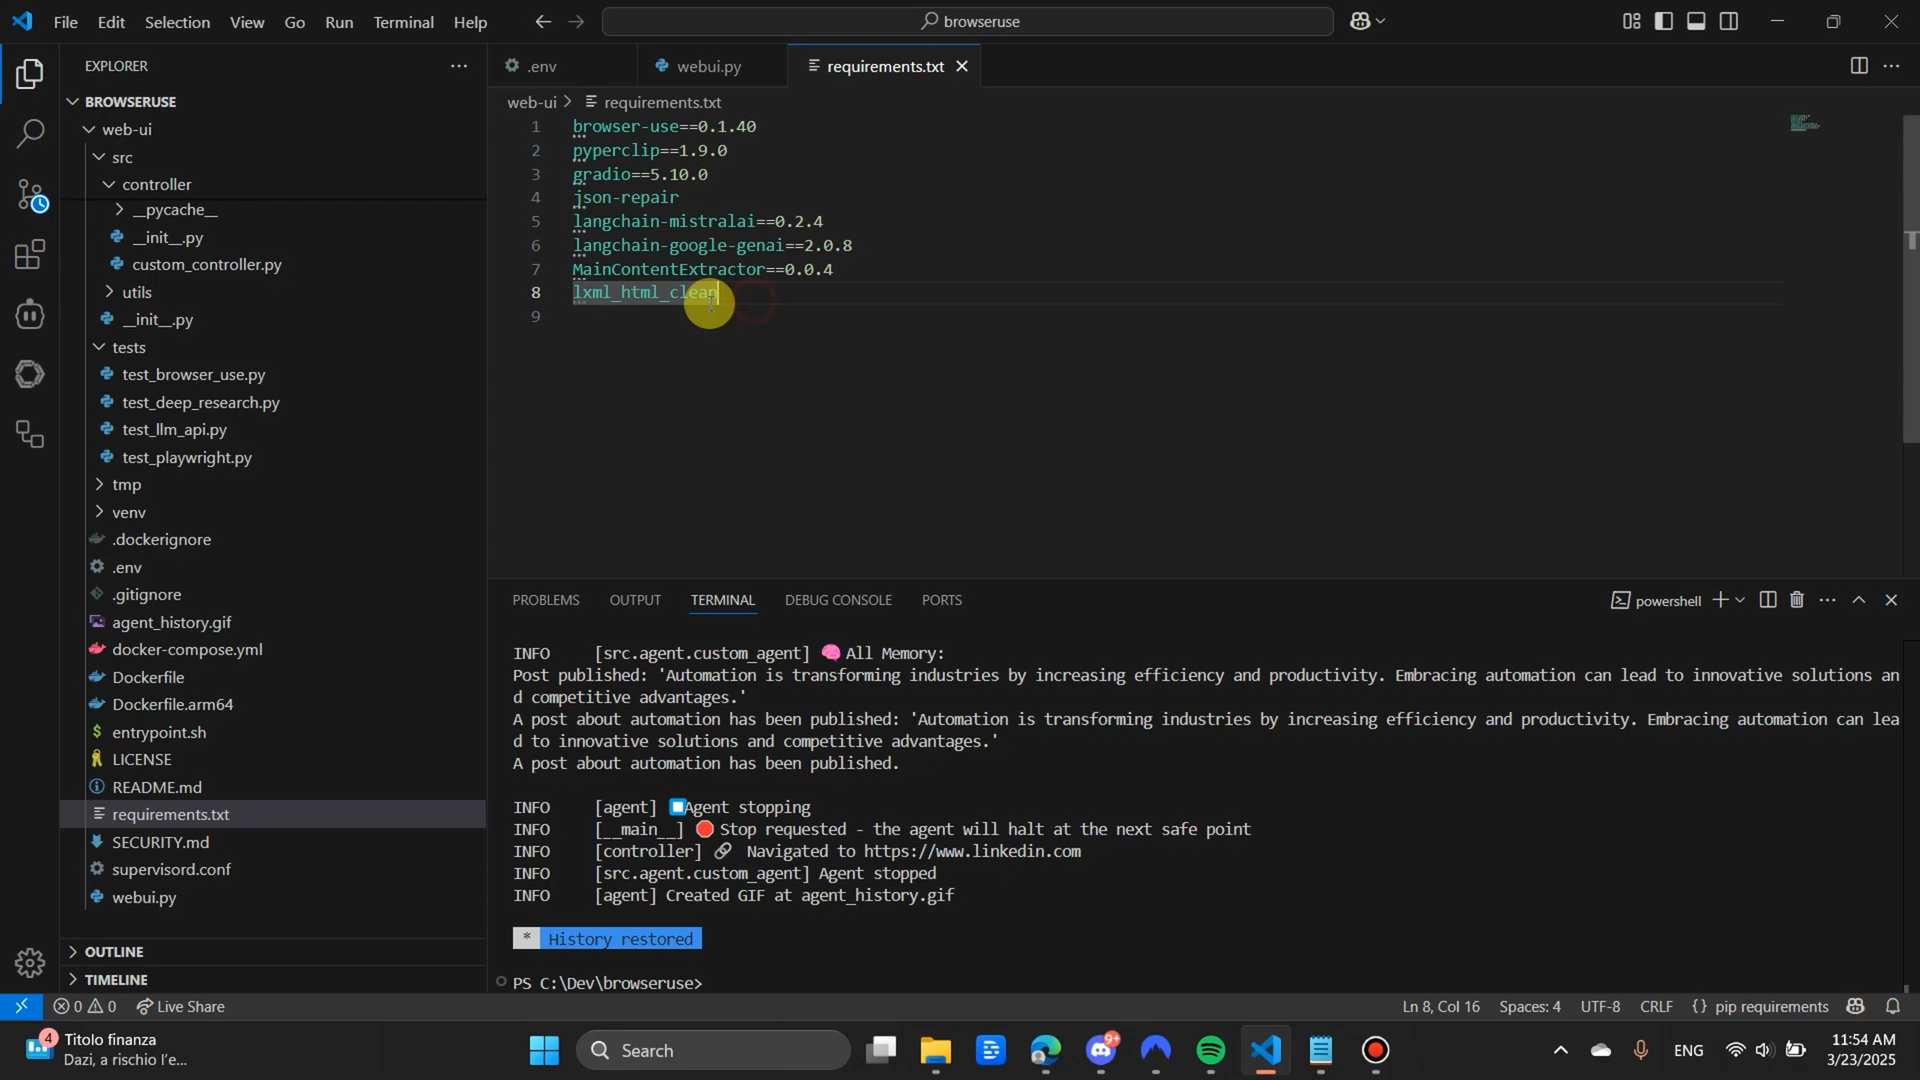 File Edit Selection View Go Run Terminal Help
browseruse
EXPLORER
.env
webui.py
requirements.txt
web-ui > requirements.txt
BROWSERUSE
web-ui
src
controller
__pycache__
__init__.py
custom_controller.py
utils
__init__.py
tests
test_browser_use.py
test_deep_research.py
test_llm_api.py
test_playwright.py
tmp
venv
.dockerignore
.env
.gitignore
agent_history.gif
docker-compose.yml
Dockerfile
Dockerfile.arm64
entrypoint.sh
LICENSE
README.md
requirements.txt
SECURITY.md
supervisord.conf
webui.py
OUTLINE
TIMELINE
1 browser-use==0.1.40
2 pyperclip==1.9.0
3 gradio==5.10.0
4 json-repair
5 langchain-mistralai==0.2.4
6 langchain-google-genai==2.0.8
7 MainContentExtractor==0.0.4
8 lxml_html_clean
9
PROBLEMS OUTPUT TERMINAL DEBUG CONSOLE PORTS
powershell
INFO [src.agent.custom_agent] 🧠 All Memory:
Post published: 'Automation is transforming industries by increasing efficiency and productivity. Embracing automation can lead to innovative solutions an
d competitive advantages.'
A post about automation has been published: 'Automation is transforming industries by increasing efficiency and productivity. Embracing automation can lea
d to innovative solutions and competitive advantages.'
A post about automation has been published.
INFO [agent] Agent stopping
INFO [__main__] 🛑 Stop requested - the agent will halt at the next safe point
INFO [controller] 🔗 Navigated to https://www.linkedin.com
INFO [src.agent.custom_agent] Agent stopped
INFO [agent] Created GIF at agent_history.gif
* History restored
PS C:\Dev\browseruse>
0 0 Live Share
Ln 8, Col 16 Spaces: 4 UTF-8 CRLF {} pip requirements
4 Titolo finanza
Dazi, a rischio l'e...
Search
9+
ENG
11:54 AM
3/23/2025